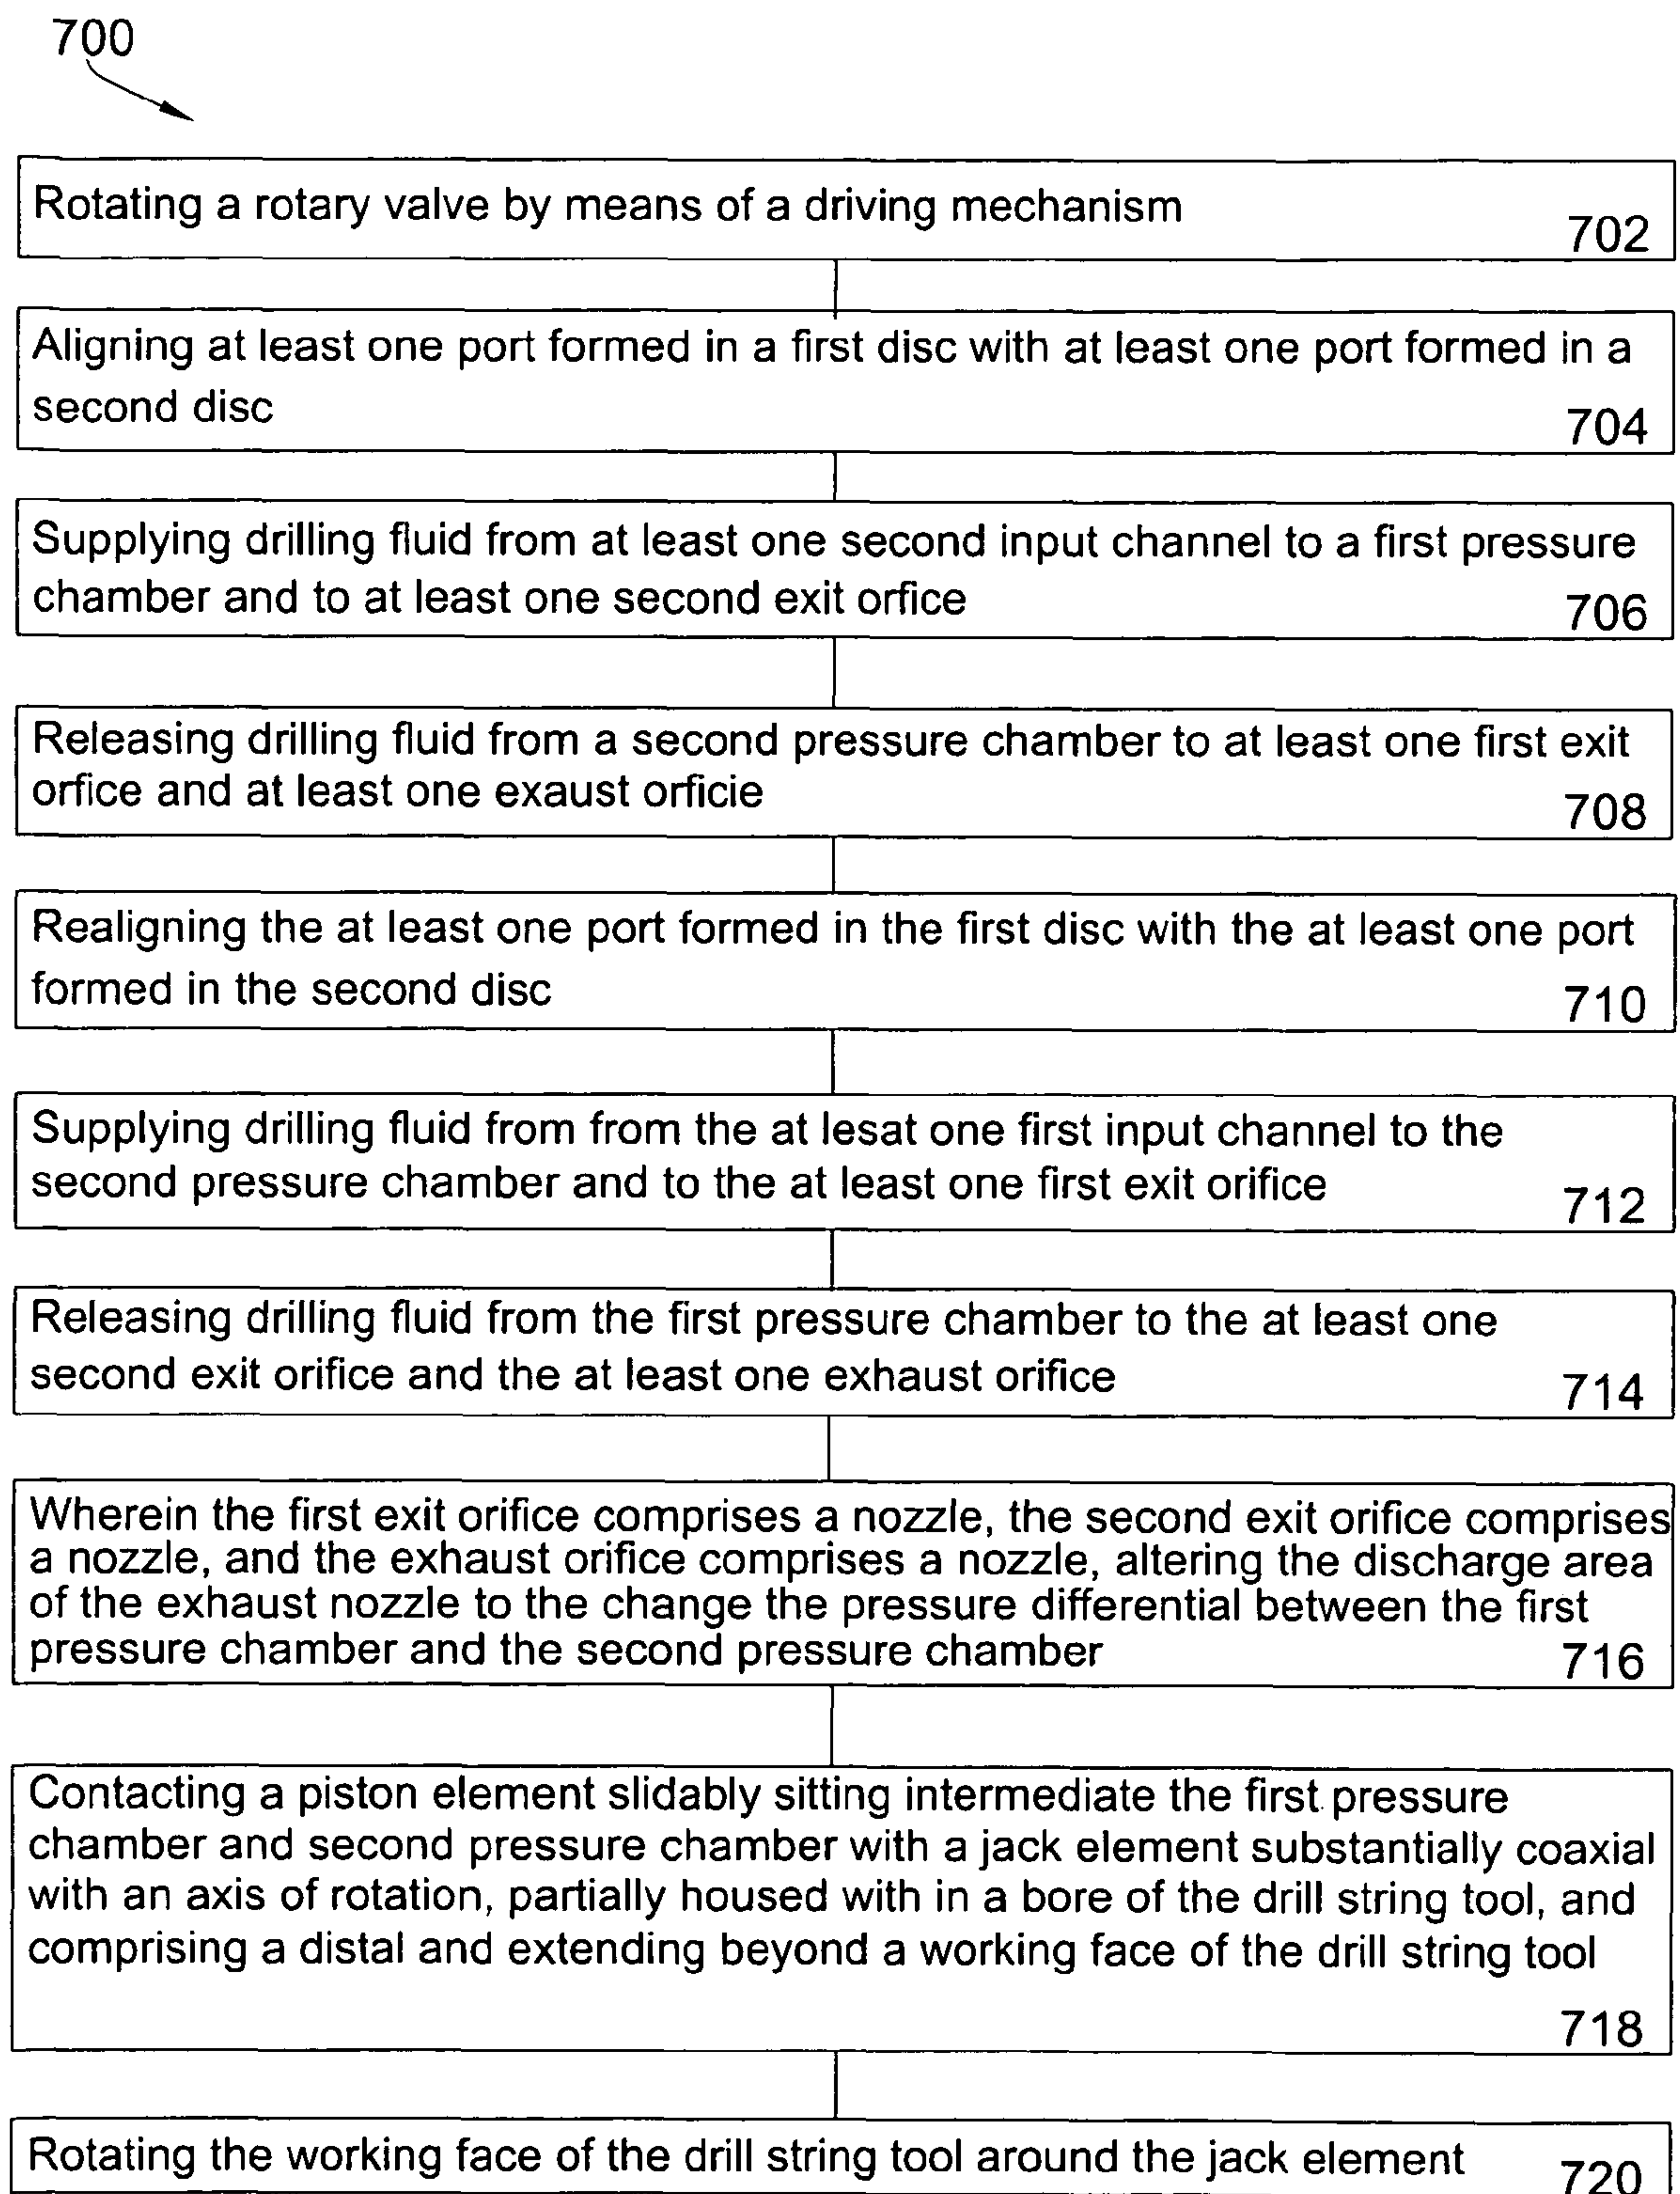 700
Rotating a rotary valve by means of a driving mechanism
702
Aligning at least one port formed in a first disc with at least one port formed in a
second disc
704
Supplying drilling fluid from at least one second input channel to a first pressure
chamber and to at least one second exit orfice
706
Releasing drilling fluid from a second pressure chamber to at least one first exit
orfice and at least one exaust orficie
708
Realigning the at least one port formed in the first disc with the at least one port
formed in the second disc
710
Supplying drilling fluid from from the at lesat one first input channel to the
second pressure chamber and to the at least one first exit orifice
712
Releasing drilling fluid from the first pressure chamber to the at least one
second exit orifice and the at least one exhaust orifice
714
Wherein the first exit orifice comprises a nozzle, the second exit orifice comprises
a nozzle, and the exhaust orifice comprises a nozzle, altering the discharge area
of the exhaust nozzle to the change the pressure differential between the first
pressure chamber and the second pressure chamber
716
Contacting a piston element slidably sitting intermediate the first pressure
chamber and second pressure chamber with a jack element substantially coaxial
with an axis of rotation, partially housed with in a bore of the drill string tool, and
comprising a distal and extending beyond a working face of the drill string tool
718
Rotating the working face of the drill string tool around the jack element
720